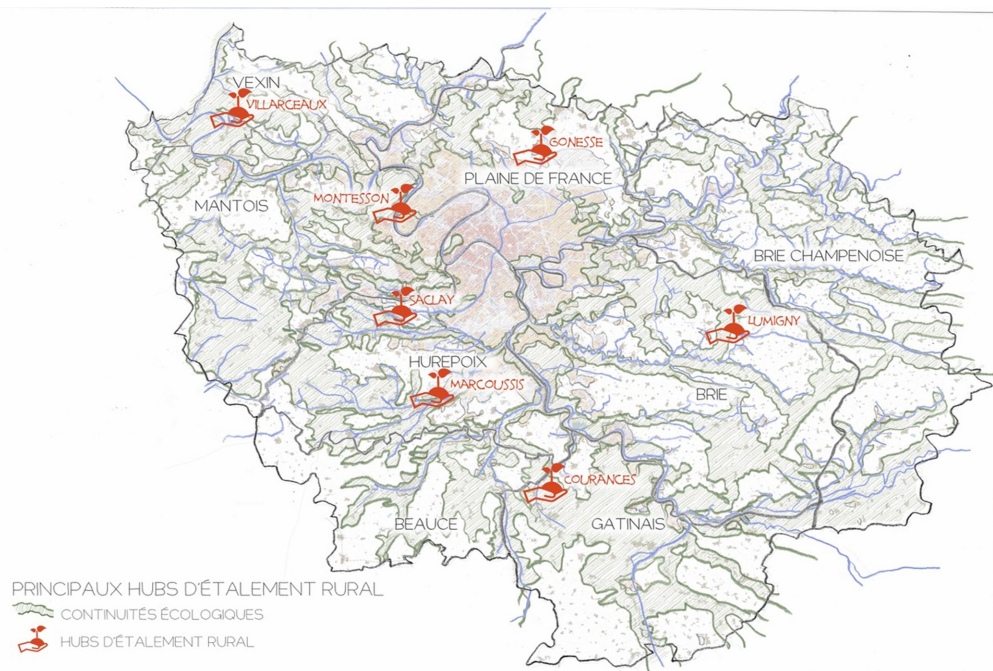 VEXIN
VILLARCEAUX
GONESSE
PLAINE DE FRANCE
MONTESSON
MANTOIS
BRIE CHAMPENOISE
SACLAY
LUMIGNY
HUREPOIX
MARCOUSSIS
BRIE
COURANCES
BEAUCE
GATINAIS
PRINCIPAUX HUBS D'ÉTALEMENT RURAL
CONTINUITÉS ÉCOLOGIQUES
HUBS D'ÉTALEMENT RURAL